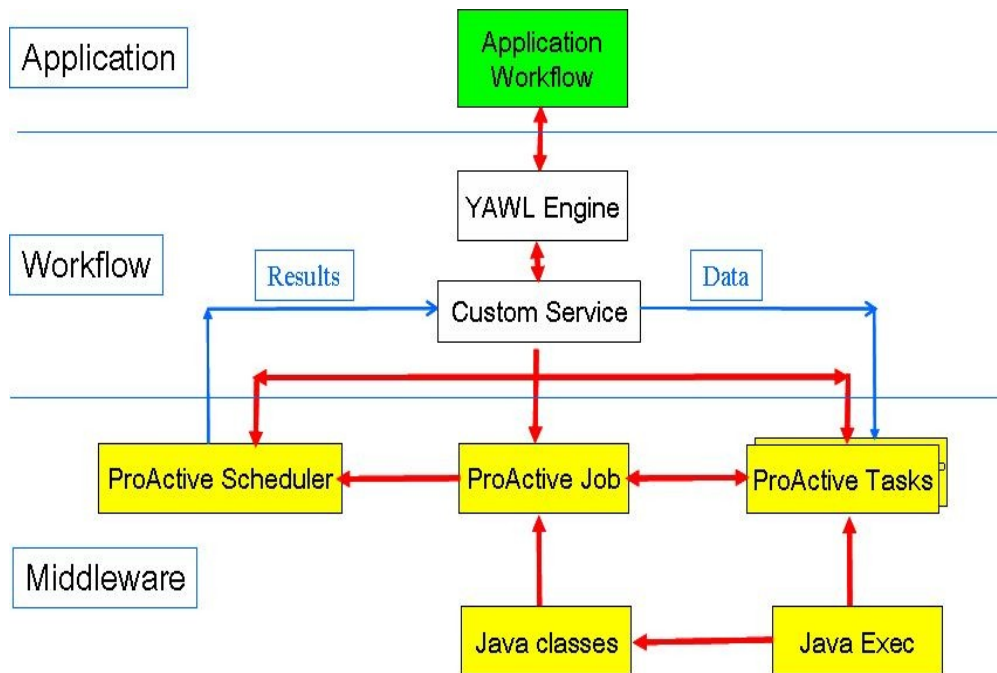 Application
Application
Workflow
YAWL Engine
Workflow
Results
Data
Custom Service
ProActive Scheduler
ProActive Job
ProActive Tasks
Middleware
Java classes
Java Exec